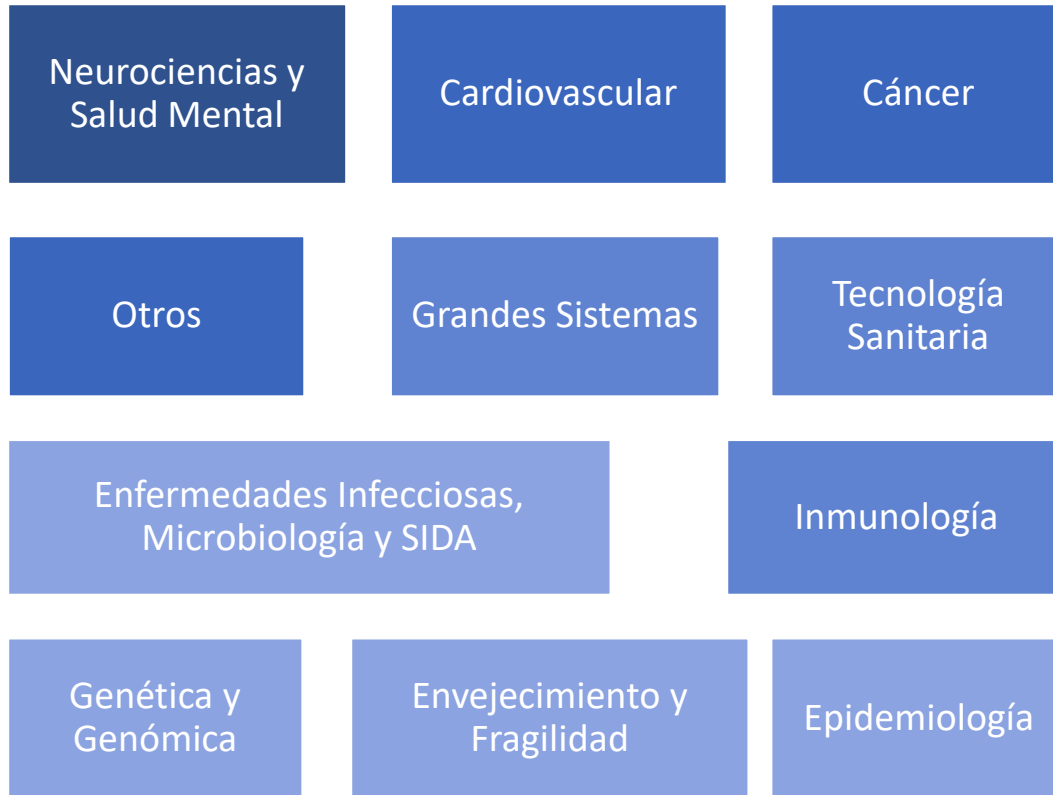 Neurociencias y
Salud Mental
Cardiovascular
Cáncer
Otros
Grandes Sistemas
Tecnología
Sanitaria
Enfermedades Infecciosas,
Microbiología y SIDA
Inmunología
Genética y
Genómica
Envejecimiento y
Fragilidad
Epidemiología